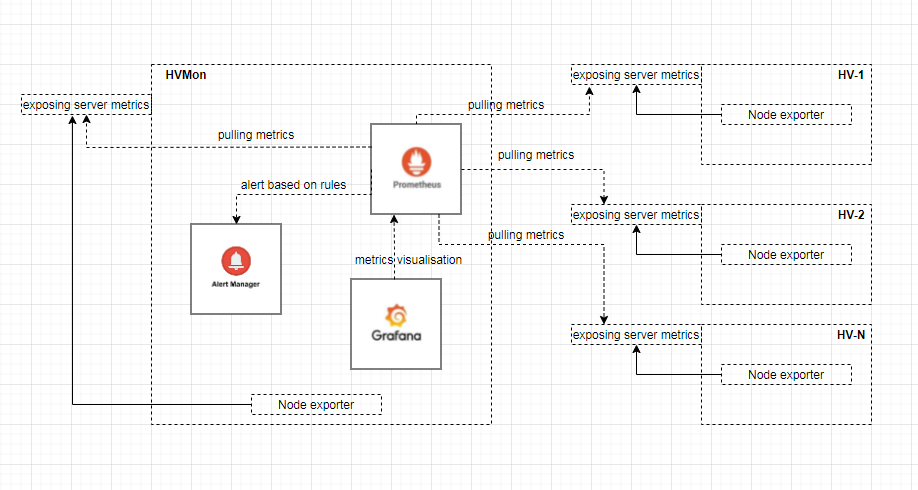 HVMon
exposing server metrics
HV-1
exposing server metrics
pulling metrics
Node exporter
pulling metrics
pulling metrics
Prometheus
alert based on rules
exposing server metrics
HV-2
pulling metrics
Node exporter
metrics visualisation
Alert Manager
Grafana
exposing server metrics
HV-N
Node exporter
Node exporter